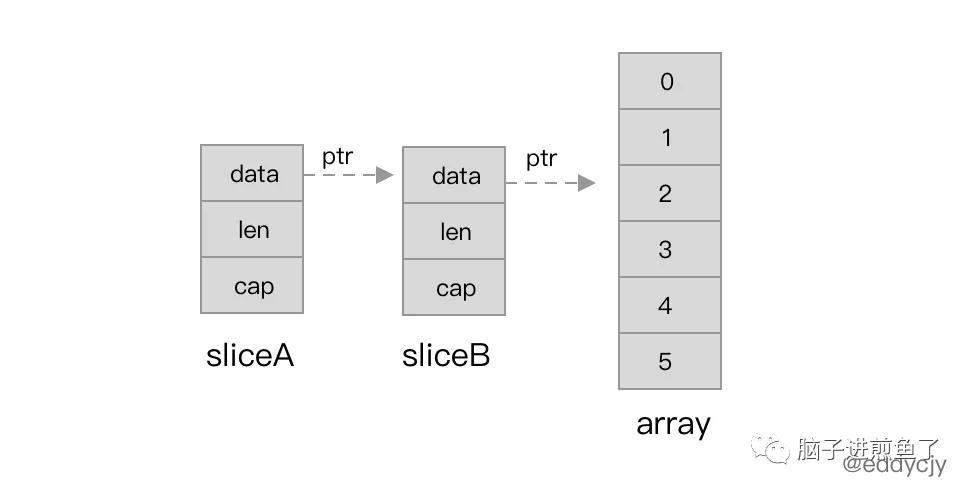 data
len
cap
sliceA
ptr
data
len
cap
sliceB
ptr
0
1
2
3
4
5
array
脑子进煎鱼了
@eddycjy